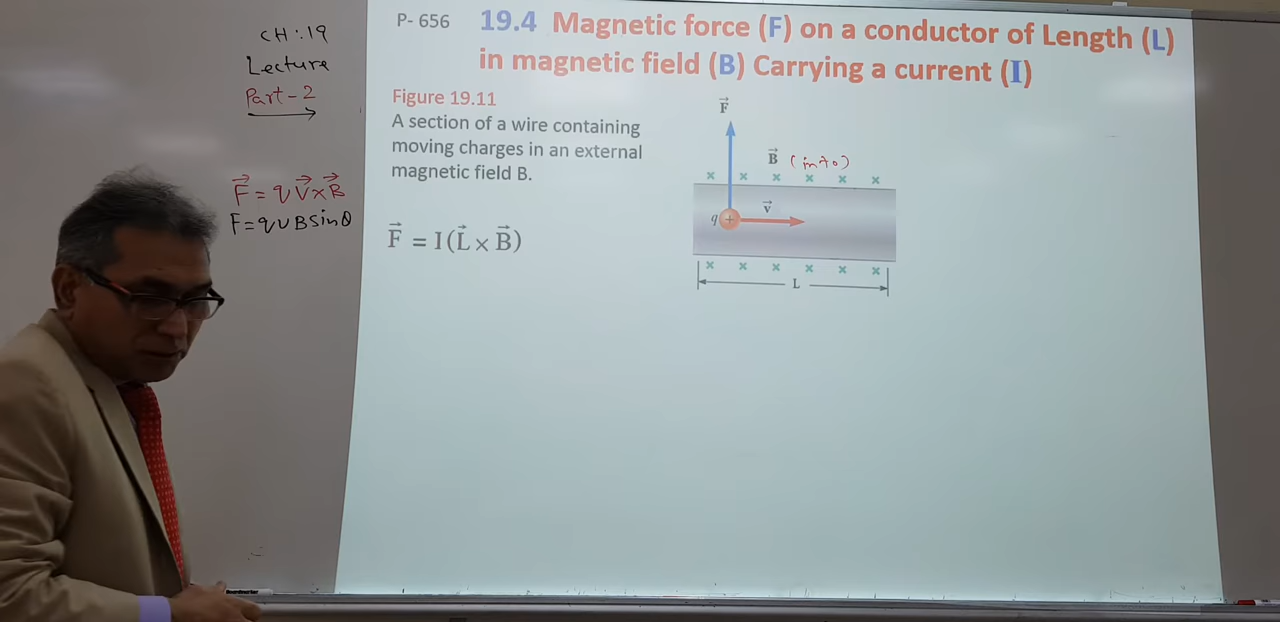 CH:19
Lecture
Part-2
F⃗ = qV⃗×B⃗
F=qVBSinθ
P- 656
19.4 Magnetic force (F) on a conductor of Length (L)
in magnetic field (B) Carrying a current (I)
Figure 19.11
A section of a wire containing
moving charges in an external
magnetic field B.
F⃗ = I(L⃗ × B⃗)
F⃗
B⃗ (into)
× × × × × ×
q + v⃗
× × × × × ×
L